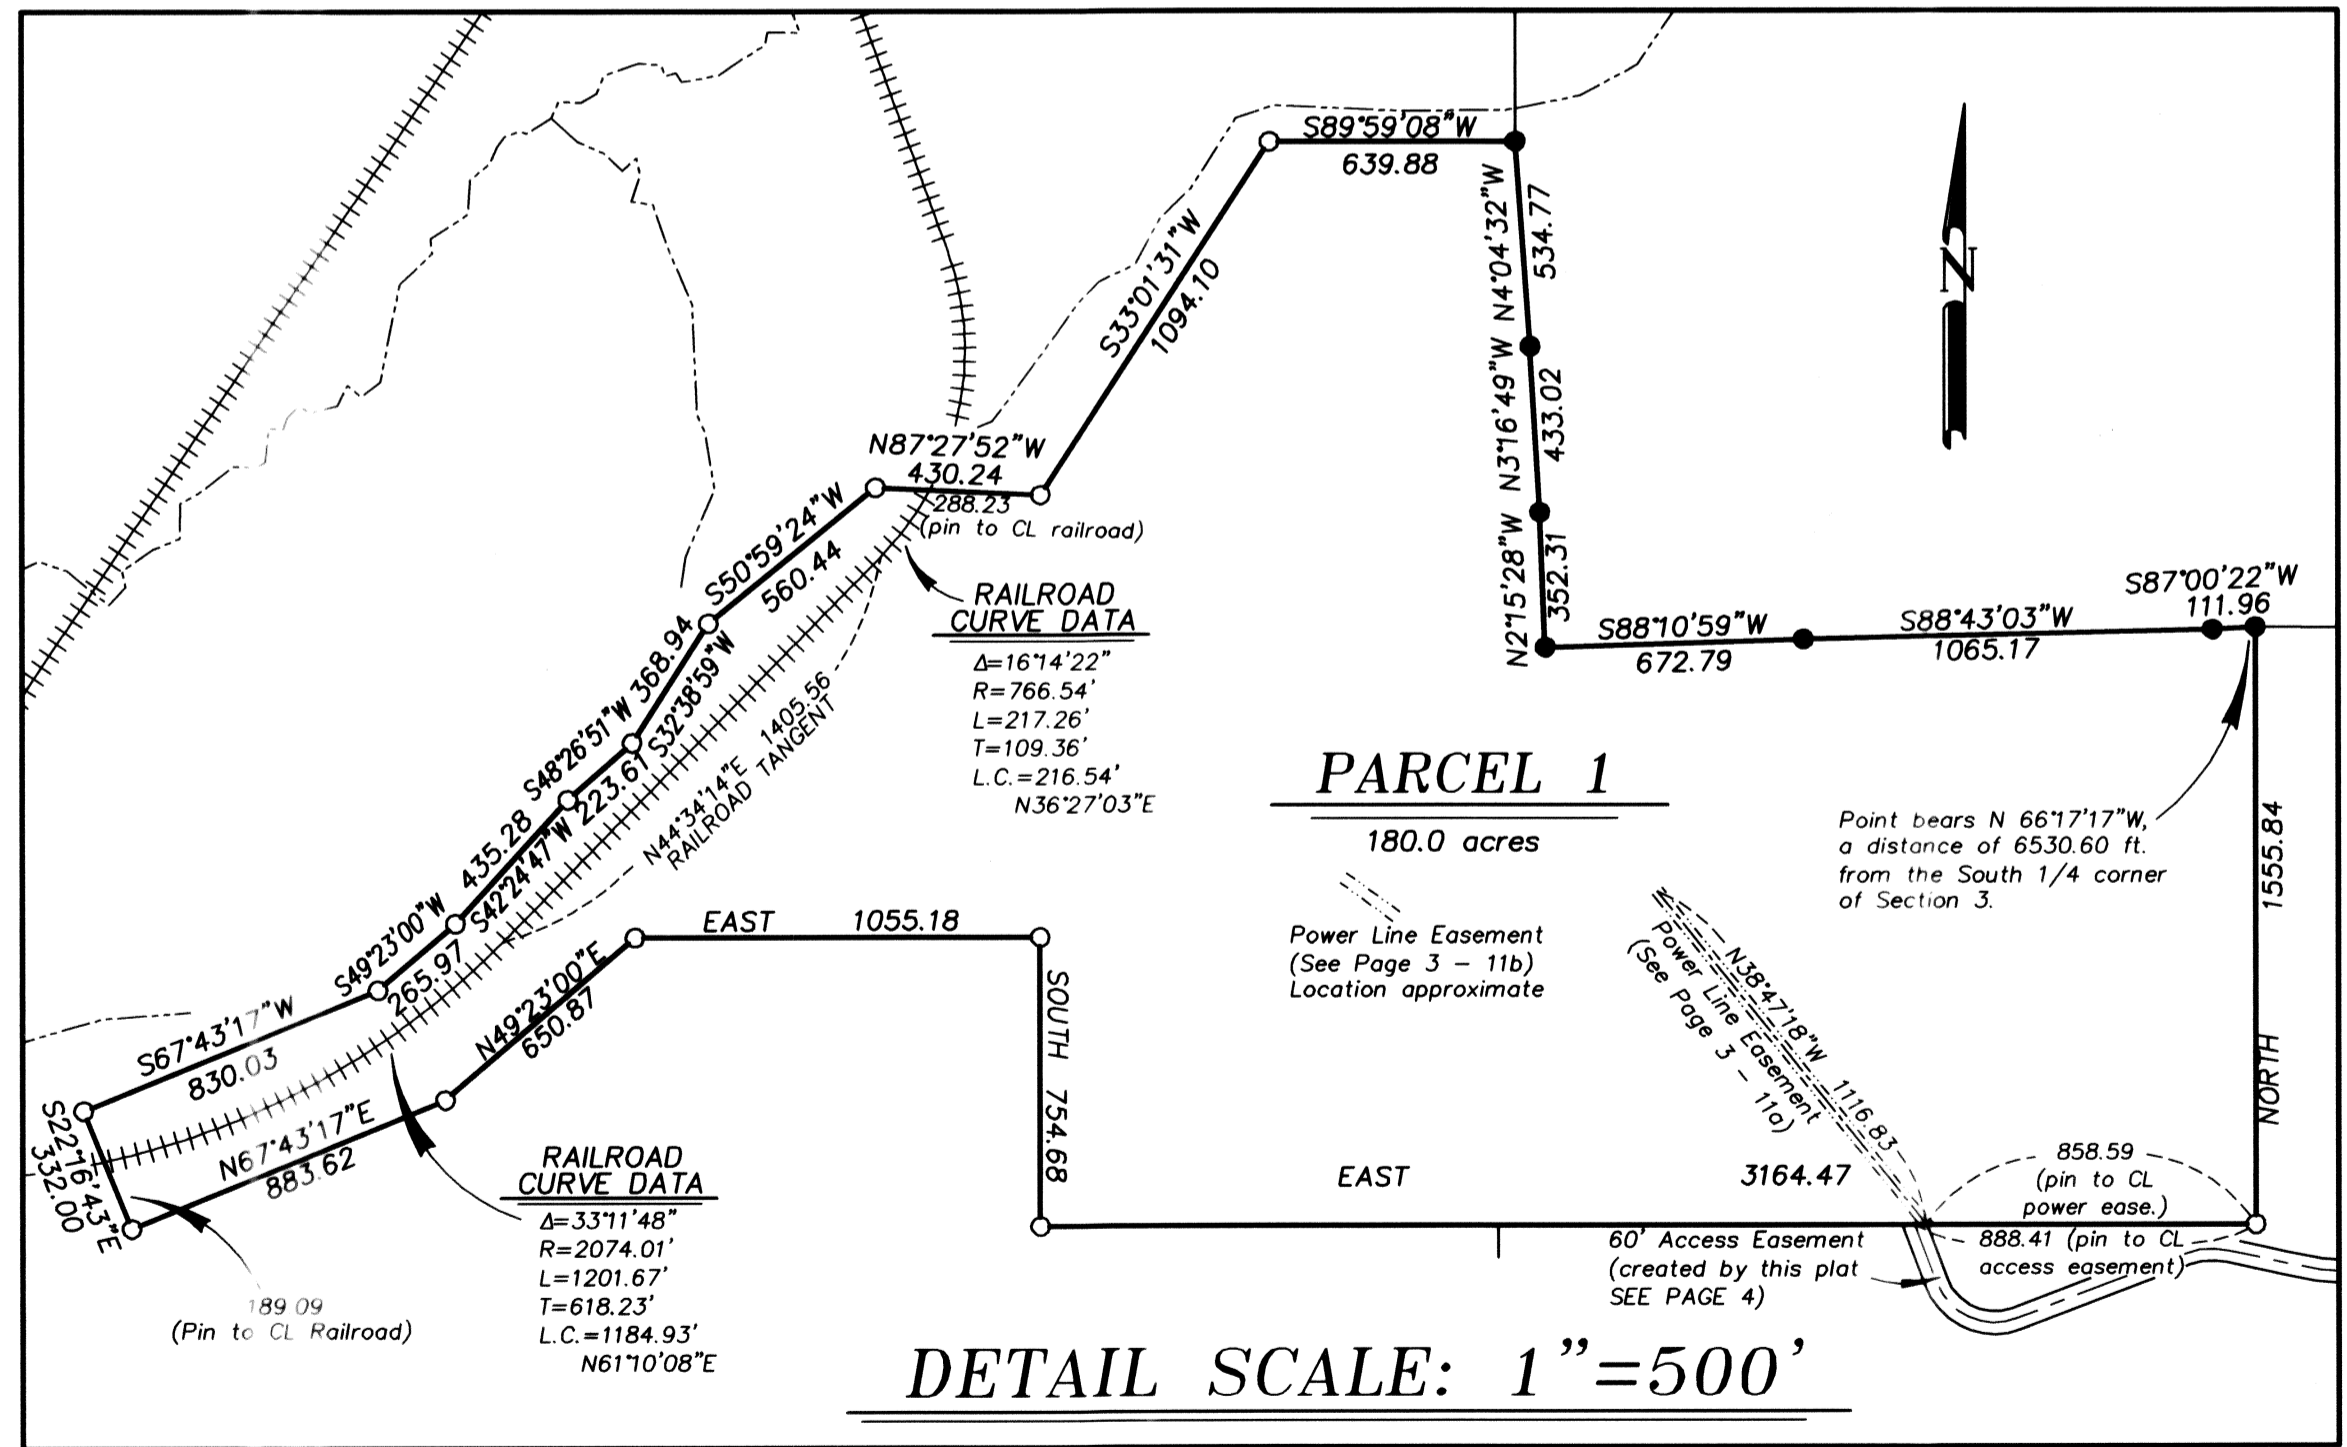 S89°59'08"W
639.88
N4°04'32"W
534.77
S33°01'31"W
1094.10
N3°16'49"W
433.02
N
N87°27'52"W
430.24
288.23
(pin to CL railroad)
N2°15'28"W
352.31
S50°59'24"W
560.44
S87°00'22"W
111.96
S88°10'59"W
672.79
S88°43'03"W
1065.17
RAILROAD
CURVE DATA
Δ=16°14'22"
R=766.54'
L=217.26'
T=109.36'
L.C.=216.54'
N36°27'03"E
368.94
S32°38'59"W
S48°26'51"W
223.61
N44°34'14"E 1405.56
RAILROAD TANGENT
435.28
S42°24'47"W
PARCEL 1
180.0 acres
Point bears N 66°17'17"W,
a distance of 6530.60 ft.
from the South 1/4 corner
of Section 3.
1555.84
NORTH
S49°23'00"W
265.97
EAST 1055.18
N49°23'00"E
650.87
Power Line Easement
(See Page 3 - 11b)
Location approximate
N38°47'18"W 1116.83
Power Line Easement
(See Page 3 - 11a)
SOUTH 754.68
S67°43'17"W
830.03
N67°43'17"E
883.62
S22°16'43"E
332.00
RAILROAD
CURVE DATA
Δ=33°11'48"
R=2074.01'
L=1201.67'
T=618.23'
L.C.=1184.93'
N61°10'08"E
189.09
(Pin to CL Railroad)
EAST 3164.47
858.59
(pin to CL
power ease.)
60' Access Easement
(created by this plat
SEE PAGE 4)
888.41 (pin to CL
access easement)
DETAIL SCALE: 1"=500'